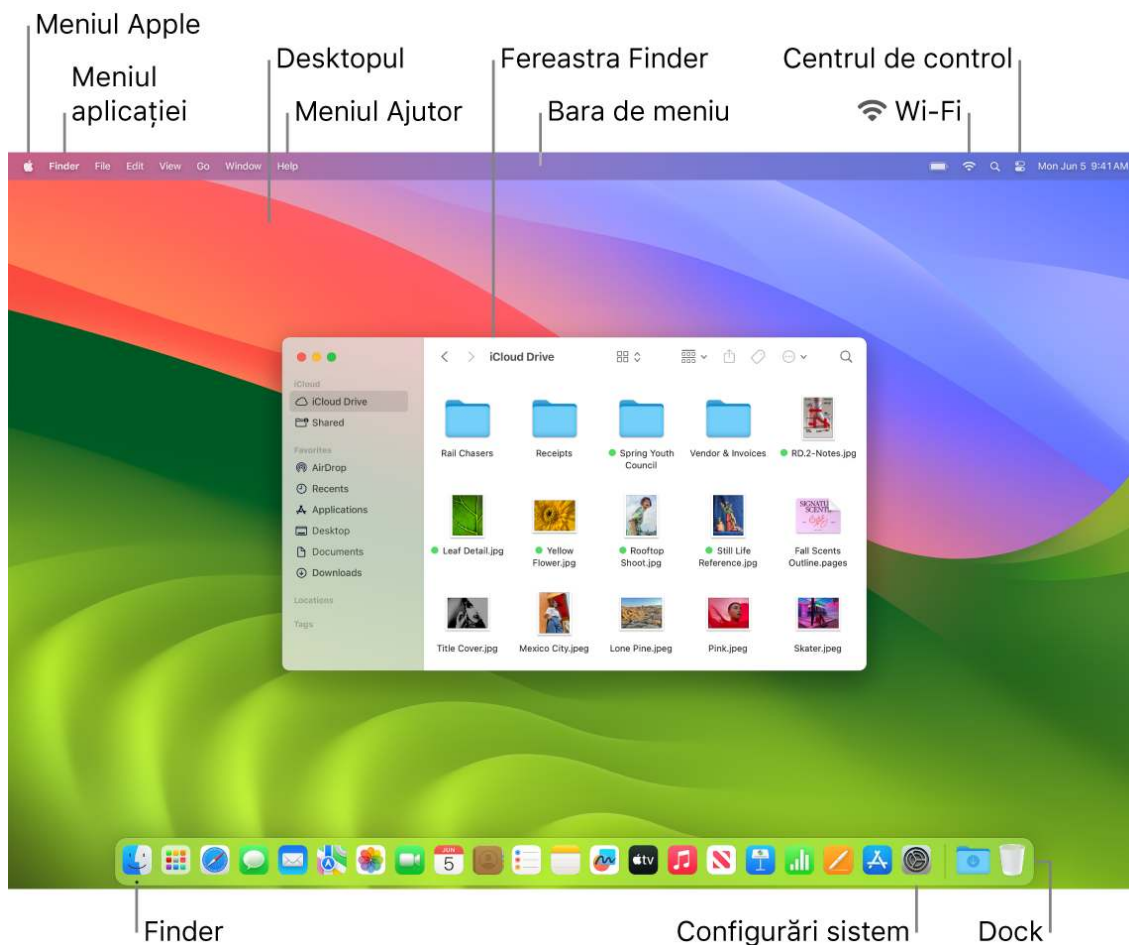 Meniul Apple
Meniul
aplicației
Desktopul
Meniul Ajutor
Fereastra Finder
Bara de meniu
Centrul de control
Wi-Fi
Finder File Edit View Go Window Help
Mon Jun 5 9:41 AM
iCloud Drive
iCloud
iCloud Drive
Shared
Favorites
AirDrop
Recents
Applications
Desktop
Documents
Downloads
Locations
Tags
Rail Chasers
Receipts
Spring Youth
Council
Vendor & Invoices
RD.2-Notes.jpg
Leaf Detail.jpg
Yellow
Flower.jpg
Rooftop
Shoot.jpg
Still Life
Reference.jpg
Fall Scents
Outline.pages
Title Cover.jpg
Mexico City.jpeg
Lone Pine.jpeg
Pink.jpeg
Skater.jpeg
JUN
5
tv
Finder
Configurări sistem
Dock